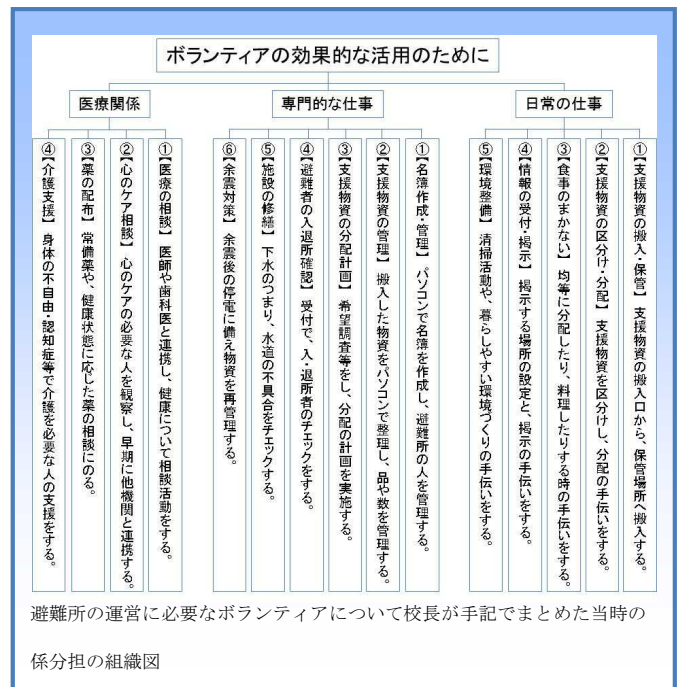 ボランティアの効果的な活用のために
日常の仕事
①【支援物資の搬入・保管】 支援物資の搬入口から、保管場所へ搬入する。
②【支援物資の区分け・分配】 支援物資を区分けし、分配の手伝いをする。
③【食事のまかない】 均等に分配したり、料理したりする時の手伝いをする。
④【情報の受付・掲示】 掲示する場所の設定と、掲示の手伝いをする。
⑤【環境整備】 清掃活動や、暮らしやすい環境づくりの手伝いをする。
専門的な仕事
①【名簿作成・管理】 パソコンで名簿を作成し、避難所の人を管理する。
②【支援物資の管理】 搬入した物資をパソコンで整理し、品や数を管理する。
③【支援物資の分配計画】 希望調査等をし、分配の計画を実施する。
④【避難者の入退所確認】 受付で、入・退所者のチェックをする。
⑤【施設の修繕】 下水のつまり、水道の不具合をチェックする。
⑥【余震対策】 余震後の停電に備え物資を再管理する。
医療関係
①【医療の相談】 医師や歯科医と連携し、健康について相談活動をする。
②【心のケア相談】 心のケアの必要な人を観察し、早期に他機関と連携する。
③【薬の配布】 常備薬や、健康状態に応じた薬の相談にのる。
④【介護支援】 身体の不自由・認知症等で介護を必要な人の支援をする。
避難所の運営に必要なボランティアについて校長が手記でまとめた当時の
係分担の組織図